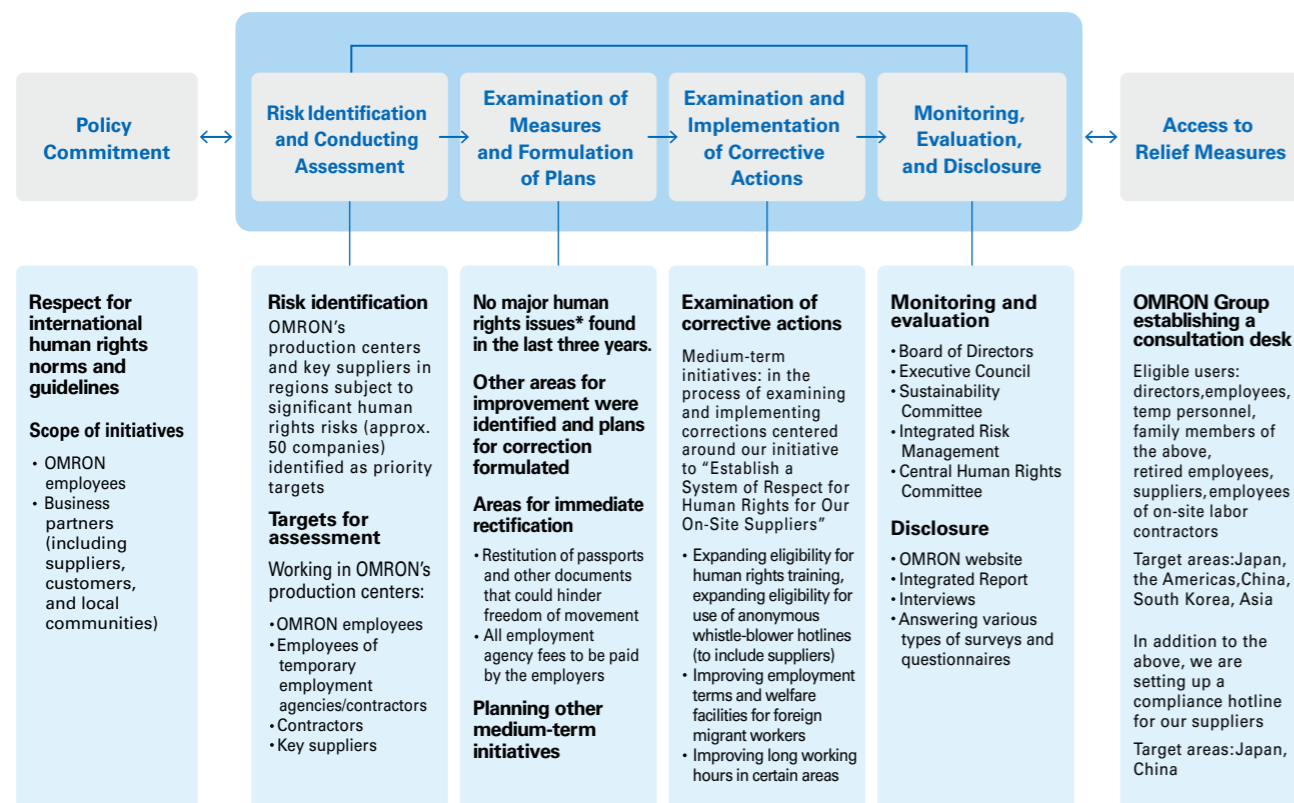 Policy
Commitment
Risk Identification
and Conducting
Assessment
Examination of
Measures
and Formulation
of Plans
Examination and
Implementation
of Corrective
Actions
Monitoring,
Evaluation,
and Disclosure
Access to
Relief Measures
Respect for
international
human rights
norms and
guidelines
Scope of initiatives
• OMRON
employees
• Business
partners
(including
suppliers,
customers,
and local
communities)
Risk identification
OMRON's
production centers
and key suppliers in
regions subject to
significant human
rights risks (approx.
50 companies)
identified as priority
targets
Targets for
assessment
Working in OMRON's
production centers:
• OMRON employees
• Employees of
temporary
employment
agencies/contractors
• Contractors
• Key suppliers
No major human
rights issues* found
in the last three years.
Other areas for
improvement were
identified and plans
for correction
formulated
Areas for immediate
rectification
• Restitution of passports
and other documents
that could hinder
freedom of movement
• All employment
agency fees to be paid
by the employers
Planning other
medium-term
initiatives
Examination of
corrective actions
Medium-term
initiatives: in the
process of examining
and implementing
corrections centered
around our initiative
to "Establish a
System of Respect for
Human Rights for Our
On-Site Suppliers"
• Expanding eligibility for
human rights training,
expanding eligibility for
use of anonymous
whistle-blower hotlines
(to include suppliers)
• Improving employment
terms and welfare
facilities for foreign
migrant workers
• Improving long working
hours in certain areas
Monitoring and
evaluation
• Board of Directors
• Executive Council
• Sustainability
Committee
• Integrated Risk
Management
• Central Human Rights
Committee
Disclosure
• OMRON website
• Integrated Report
• Interviews
• Answering various
types of surveys and
questionnaires
OMRON Group
establishing a
consultation desk
Eligible users:
directors,employees,
temp personnel,
family members of
the above,
retired employees,
suppliers,employees
of on-site labor
contractors
Target areas:Japan,
the Americas,China,
South Korea, Asia
In addition to the
above, we are
setting up a
compliance hotline
for our suppliers
Target areas:Japan,
China